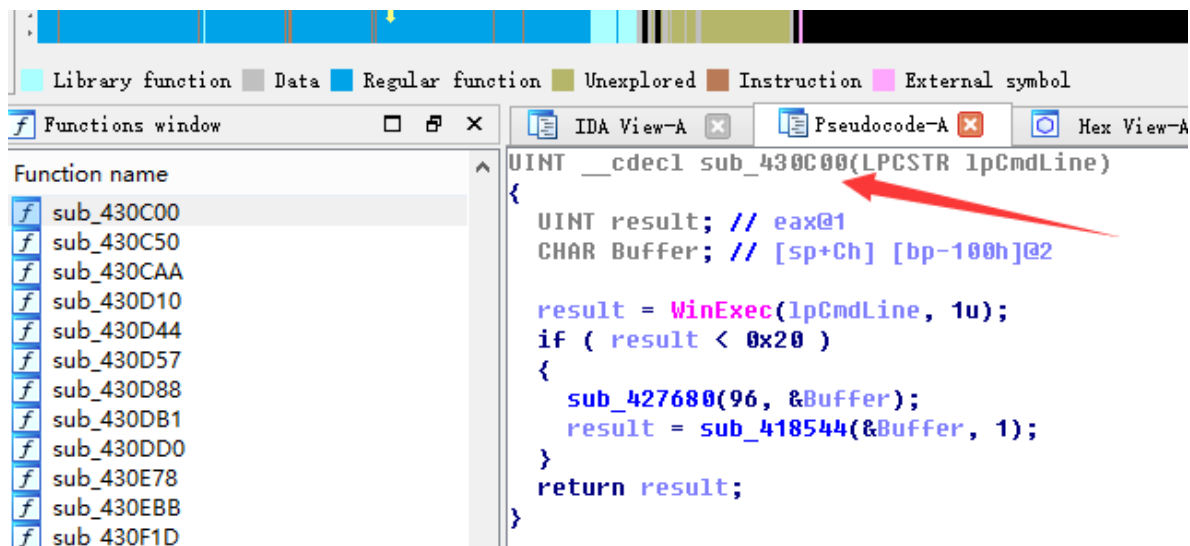 Library function Data Regular function Unexplored Instruction External symbol
Functions window
IDA View-A
Pseudocode-A
Hex View-A
Function name
f sub_430C00
f sub_430C50
f sub_430CAA
f sub_430D10
f sub_430D44
f sub_430D57
f sub_430D88
f sub_430DB1
f sub_430DD0
f sub_430E78
f sub_430EBB
f sub_430F1D
UINT __cdecl sub_430C00(LPCSTR lpCmdLine)
{
UINT result; // eax@1
CHAR Buffer; // [sp+Ch] [bp-100h]@2
result = WinExec(lpCmdLine, 1u);
if ( result < 0x20 )
{
sub_427680(96, &Buffer);
result = sub_418544(&Buffer, 1);
}
return result;
}